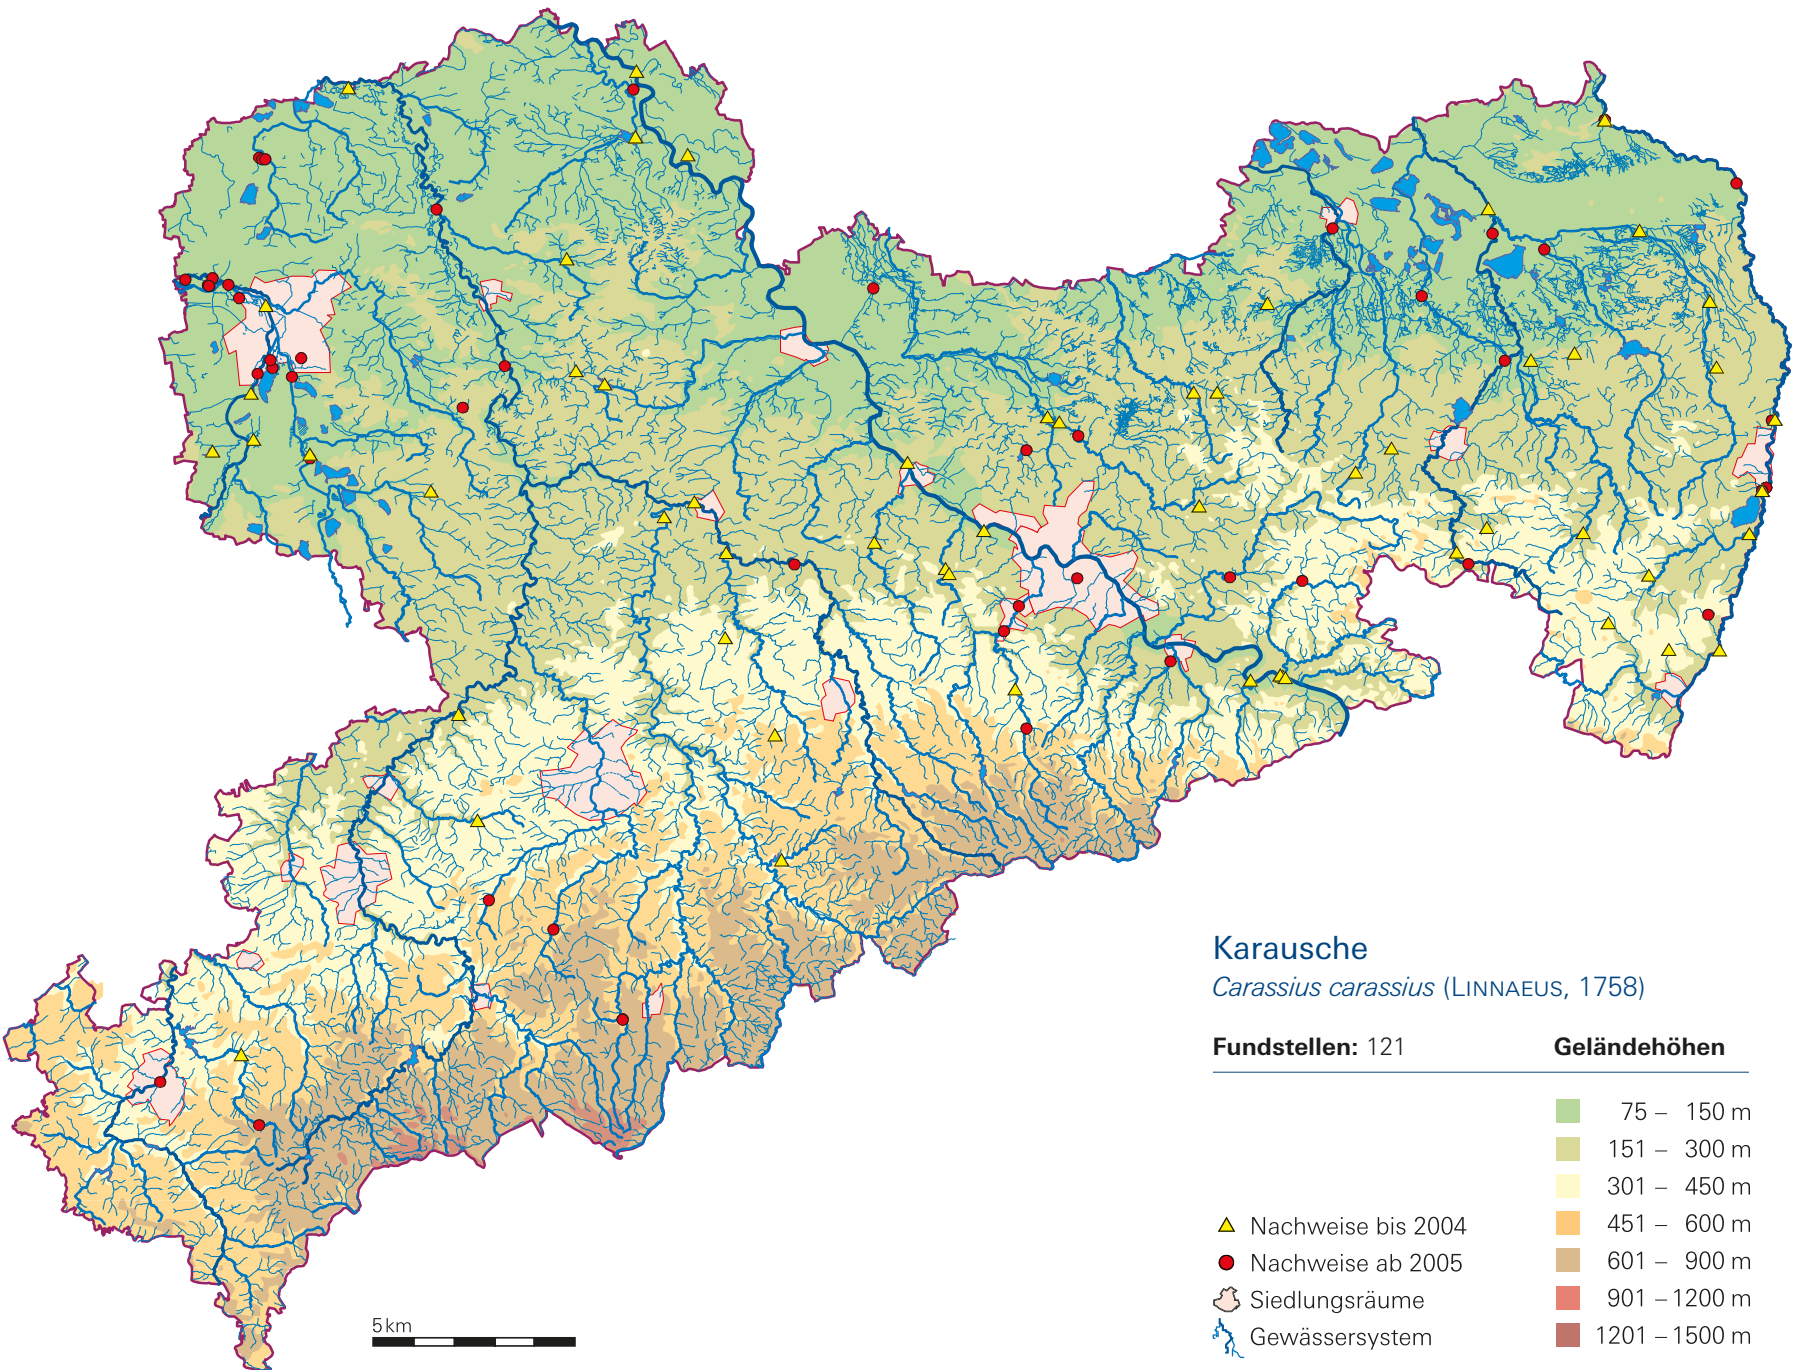 Karausche
Carassius carassius (LINNAEUS, 1758)
Fundstellen: 121
Geländehöhen
75 – 150 m
151 – 300 m
301 – 450 m
451 – 600 m
601 – 900 m
901 – 1200 m
1201 – 1500 m
Nachweise bis 2004
Nachweise ab 2005
Siedlungsräume
Gewässersystem
5 km